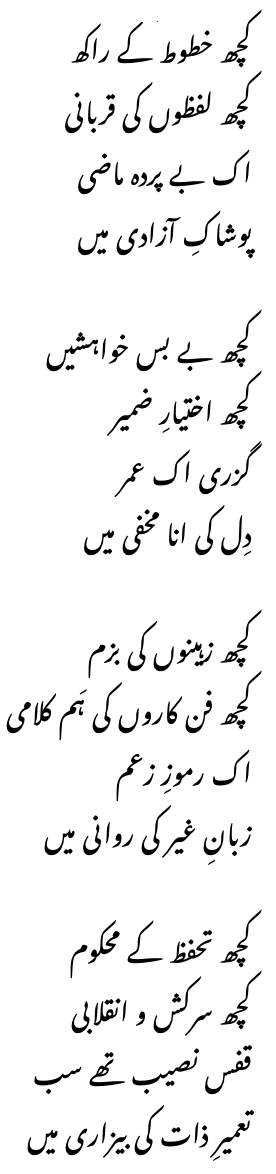 کچھ خطوط کے راکھ
کچھ لفظوں کی قربانی
اک بے پردہ ماضی
پوشاکِ آزادی میں

کچھ بے بس خواہشیں
کچھ اختیارِ ضمیر
گزری اک عمر
دِل کی انا مخفی میں

کچھ زہینوں کی بزم
کچھ فن کاروں کی ہَم کلامی
اک رموزِ زعم
زبانِ غیر کی روانی میں

کچھ تحفظ کے محکوم
کچھ سرکش و انقلابی
قفسِ نصیب تھے سب
تعمیرِ ذات کی بیزاری میں